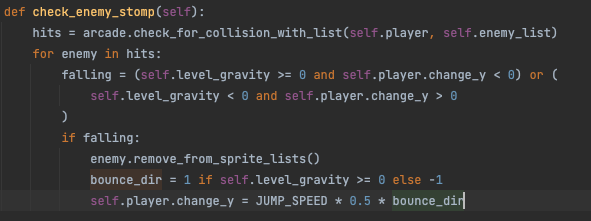 def check_enemy_stomp(self):
    hits = arcade.check_for_collision_with_list(self.player, self.enemy_list)
    for enemy in hits:
        falling = (self.level_gravity >= 0 and self.player.change_y < 0) or (
            self.level_gravity < 0 and self.player.change_y > 0
        )
        if falling:
            enemy.remove_from_sprite_lists()
            bounce_dir = 1 if self.level_gravity >= 0 else -1
            self.player.change_y = JUMP_SPEED * 0.5 * bounce_dir